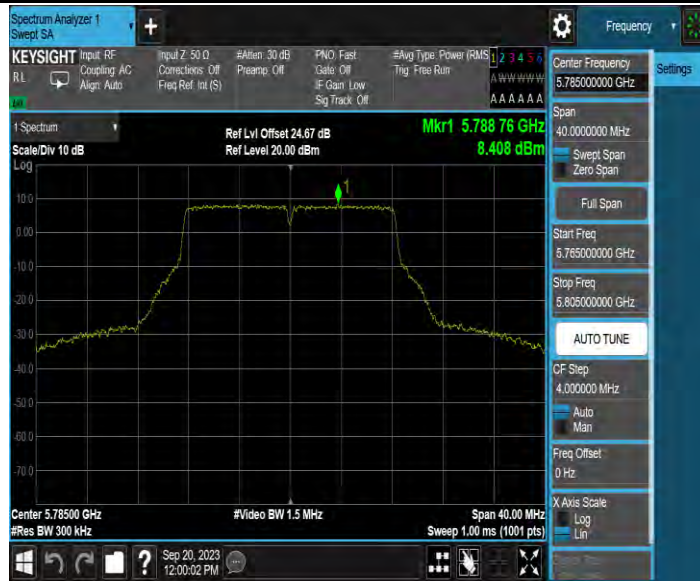 Spectrum Analyzer 1
Swept SA
Frequency
KEYSIGHT
RL
Input: RF
Coupling: AC
Align: Auto
Input Z: 50 Ω
Corrections: Off
Freq Ref: Int (S)
#Atten: 30 dB
Preamp: Off
PNO: Fast
Gate: Off
IF Gain: Low
Sig Track: Off
#Avg Type: Power (RMS
Trig: Free Run
1 2 3 4 5 6
A W W W W W
A A A A A A
Center Frequency
5.785000000 GHz
Settings
Span
40.0000000 MHz
Swept Span
Zero Span
Full Span
Start Freq
5.765000000 GHz
Stop Freq
5.805000000 GHz
AUTO TUNE
CF Step
4.000000 MHz
Auto
Man
Freq Offset
0 Hz
X Axis Scale
Log
Lin
1 Spectrum
Scale/Div 10 dB
Log
Ref Lvl Offset 24.67 dB
Ref Level 20.00 dBm
Mkr1 5.788 76 GHz
8.408 dBm
1
10.0
0.00
-10.0
-20.0
-30.0
-40.0
-50.0
-60.0
-70.0
Center 5.78500 GHz
#Res BW 300 kHz
#Video BW 1.5 MHz
Span 40.00 MHz
Sweep 1.00 ms (1001 pts)
?
Sep 20, 2023
12:00:02 PM